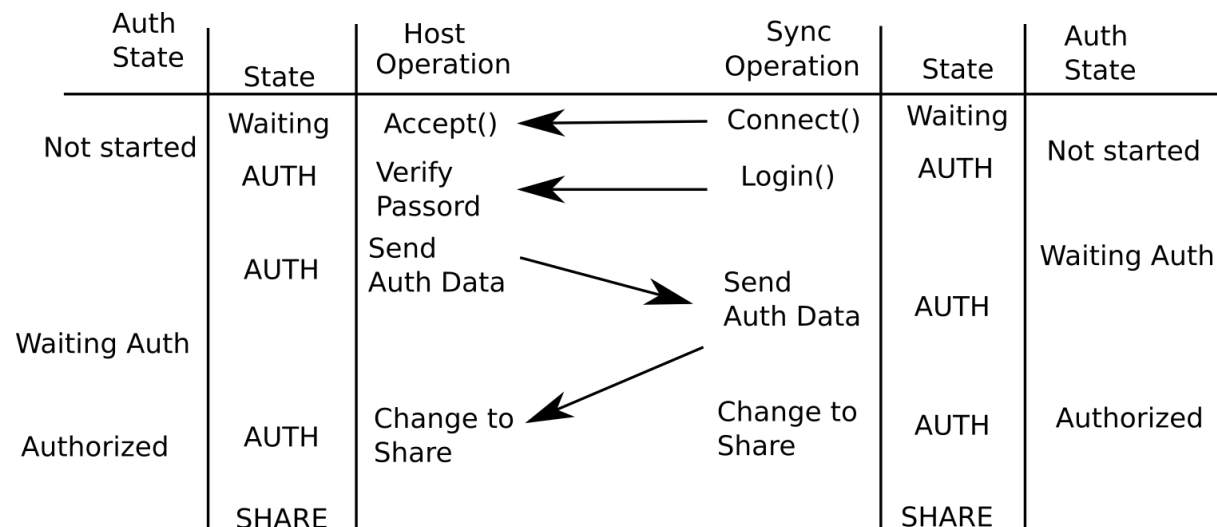 Auth
State
State
Host
Operation
Sync
Operation
State
Auth
State
Not started
Waiting
Accept()
Connect()
Waiting
Not started
AUTH
Verify
Passord
Login()
AUTH
AUTH
Send
Auth Data
Send
Auth Data
AUTH
Waiting Auth
Waiting Auth
Authorized
AUTH
Change to
Share
Change to
Share
AUTH
Authorized
SHARE
SHARE